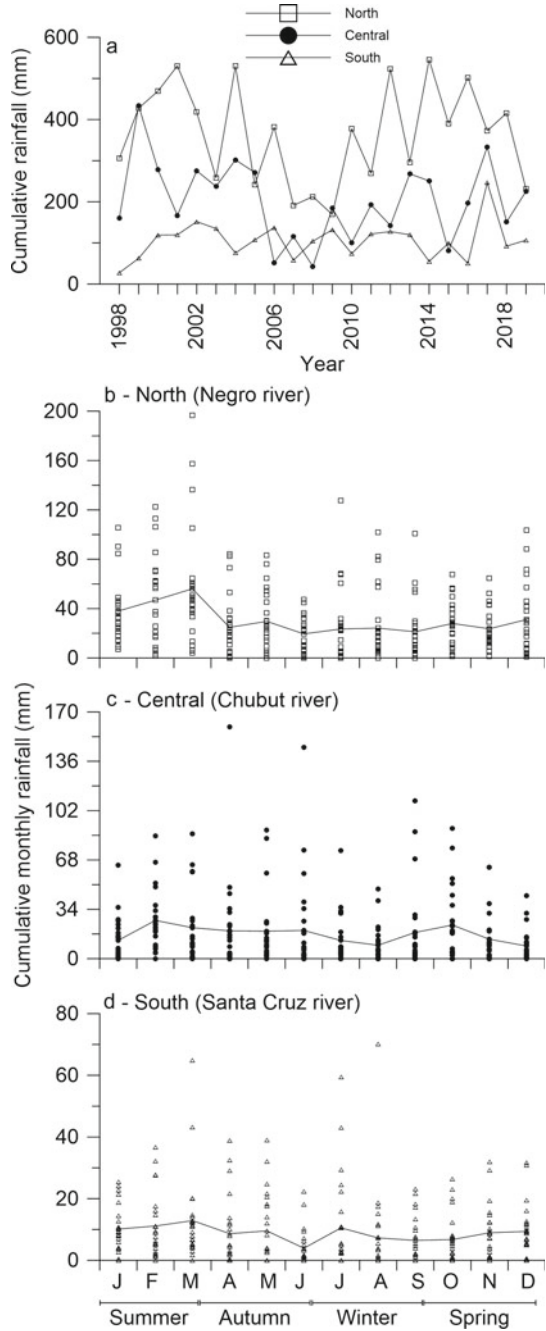 North
Central
South
a
600
400
200
0
Cumulative rainfall (mm)
1998
2002
2006
2010
2014
2018
Year
b - North (Negro river)
200
160
120
80
40
0
c - Central (Chubut river)
170
136
102
68
34
0
Cumulative monthly rainfall (mm)
d - South (Santa Cruz river)
80
60
40
20
0
J F M A M J J A S O N D
Summer Autumn Winter Spring